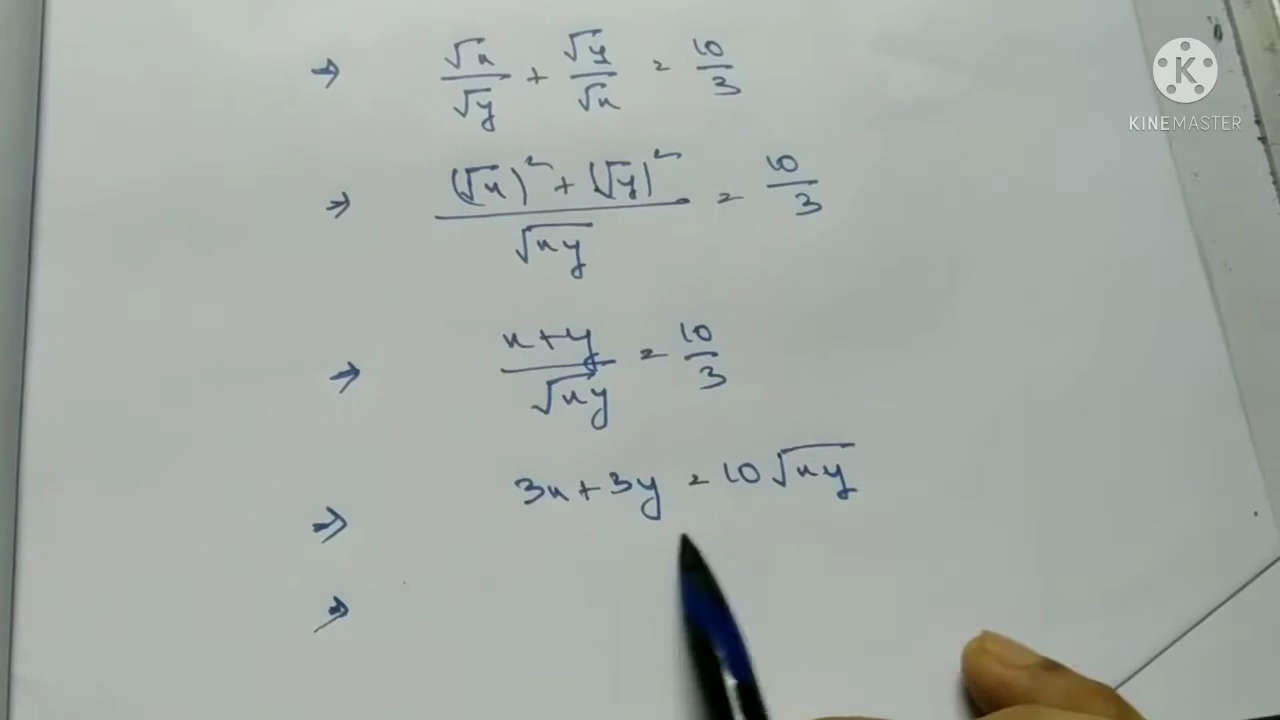 ⇒ √x/√y + √y/√x = 10/3
KINEMASTER
⇒ ((√x)² + (√y)²)/√xy = 10/3
⇒ (x+y)/√xy = 10/3
⇒ 3x+3y = 10√xy
⇒